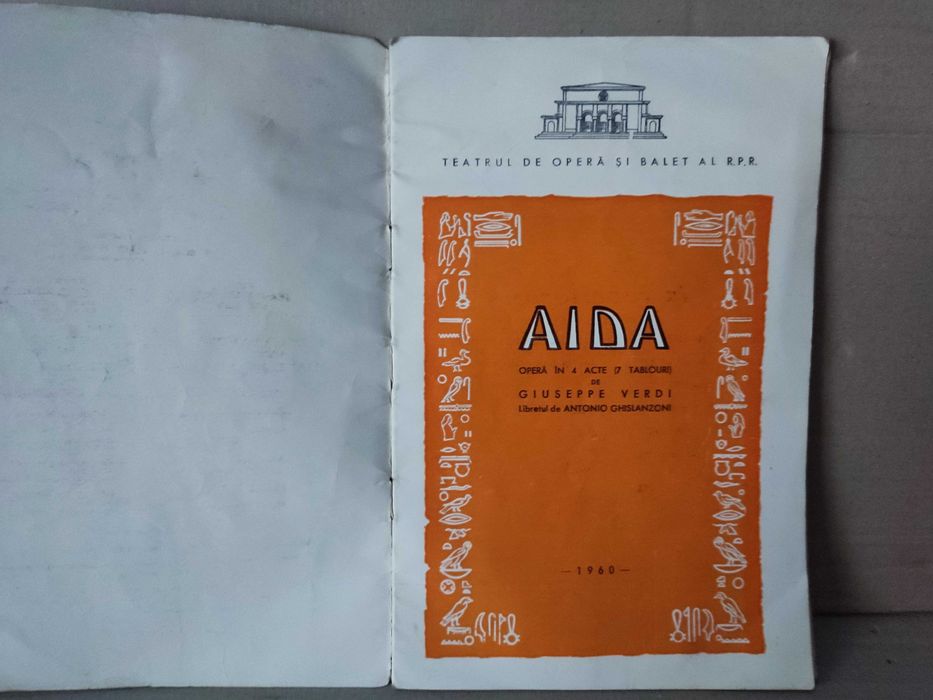 TEATRUL DE OPERĂ ȘI BALET AL R.P.R.
AIDA
OPERĂ ÎN 4 ACTE (7 TABLOURI)
DE
GIUSEPPE VERDI
Libretul de ANTONIO GHISLANZONI
— 1960 —